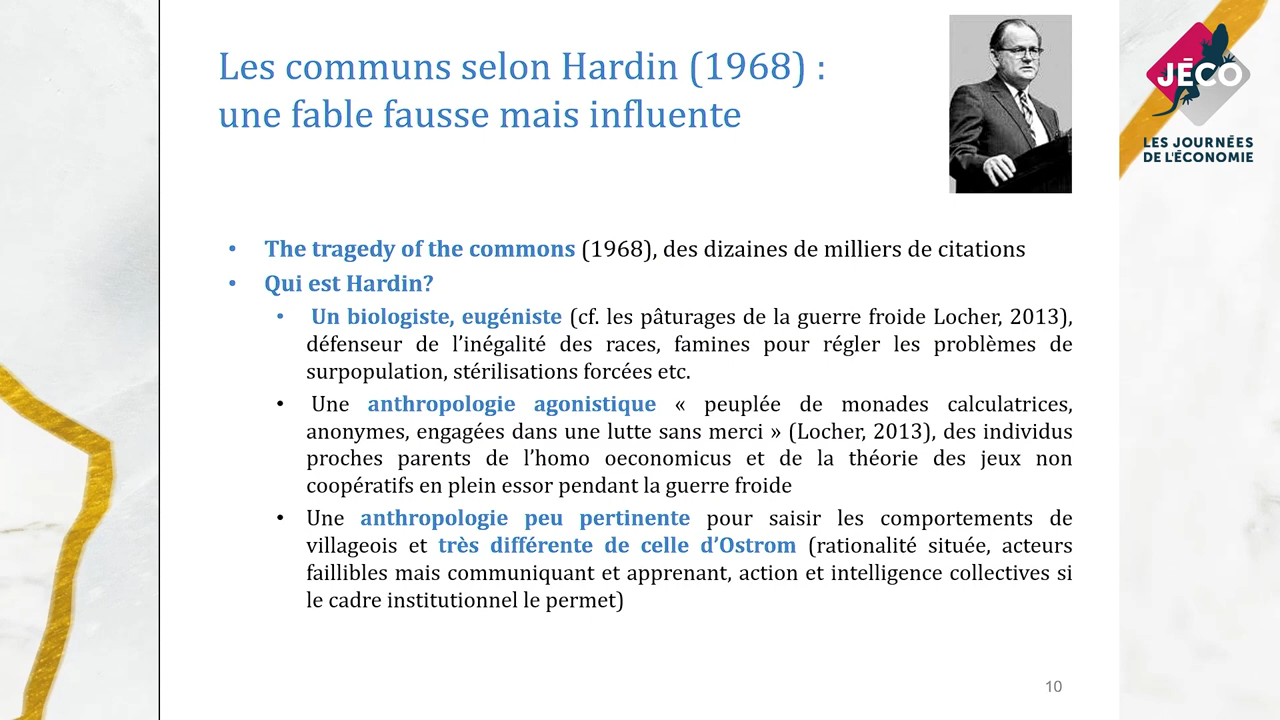 Les communs selon Hardin (1968) :
une fable fausse mais influente
JĒCO
LES JOURNÉES
DE L'ÉCONOMIE
• The tragedy of the commons (1968), des dizaines de milliers de citations
• Qui est Hardin?
• Un biologiste, eugéniste (cf. les pâturages de la guerre froide Locher, 2013),
défenseur de l’inégalité des races, famines pour régler les problèmes de
surpopulation, stérilisations forcées etc.
• Une anthropologie agonistique « peuplée de monades calculatrices,
anonymes, engagées dans une lutte sans merci » (Locher, 2013), des individus
proches parents de l’homo oeconomicus et de la théorie des jeux non
coopératifs en plein essor pendant la guerre froide
• Une anthropologie peu pertinente pour saisir les comportements de
villageois et très différente de celle d’Ostrom (rationalité située, acteurs
faillibles mais communiquant et apprenant, action et intelligence collectives si
le cadre institutionnel le permet)
10